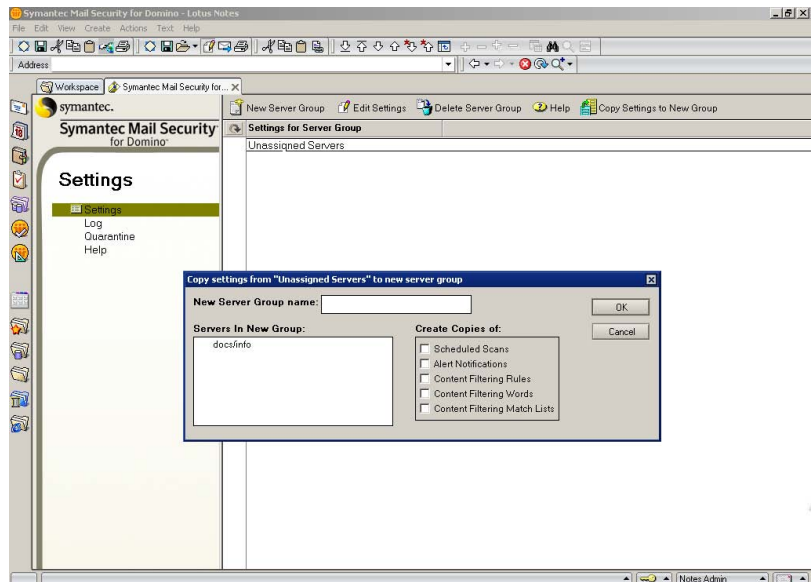 Symantec Mail Security for Domino - Lotus Notes
File Edit View Create Actions Text Help
Address
Workspace Symantec Mail Security for...
symantec.
New Server Group Edit Settings Delete Server Group Help Copy Settings to New Group
Symantec Mail Security
for Domino
Settings for Server Group
Unassigned Servers
Settings
Settings
Log
Quarantine
Help
Copy settings from "Unassigned Servers" to new server group
New Server Group name:
OK
Servers In New Group:
Create Copies of:
Cancel
docs/info
Scheduled Scans
Alert Notifications
Content Filtering Rules
Content Filtering Words
Content Filtering Match Lists
Notes Admin